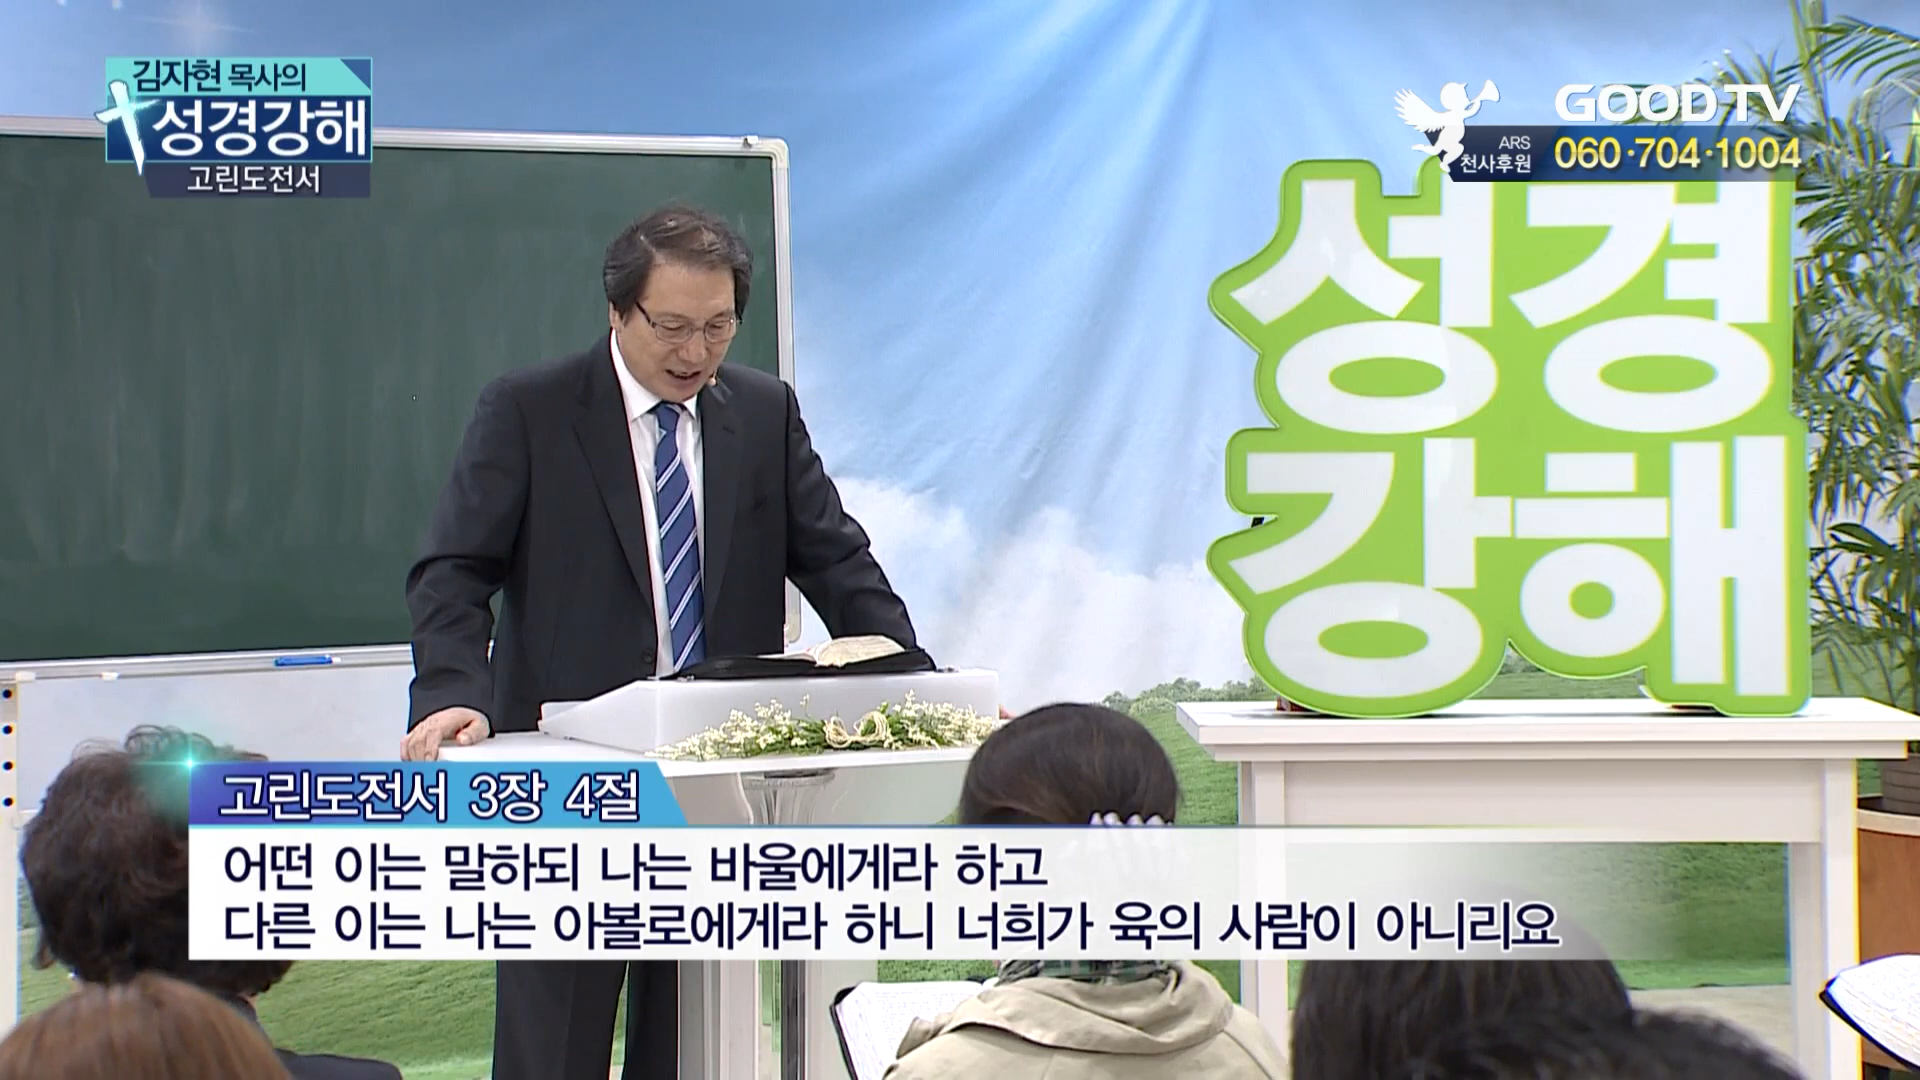 김자현 목사의
성경강해
고린도전서
GOODTV
ARS
천사후원
060·704·1004
성경
강해
고린도전서 3장 4절
어떤 이는 말하되 나는 바울에게라 하고
다른 이는 나는 아볼로에게라 하니 너희가 육의 사람이 아니리요